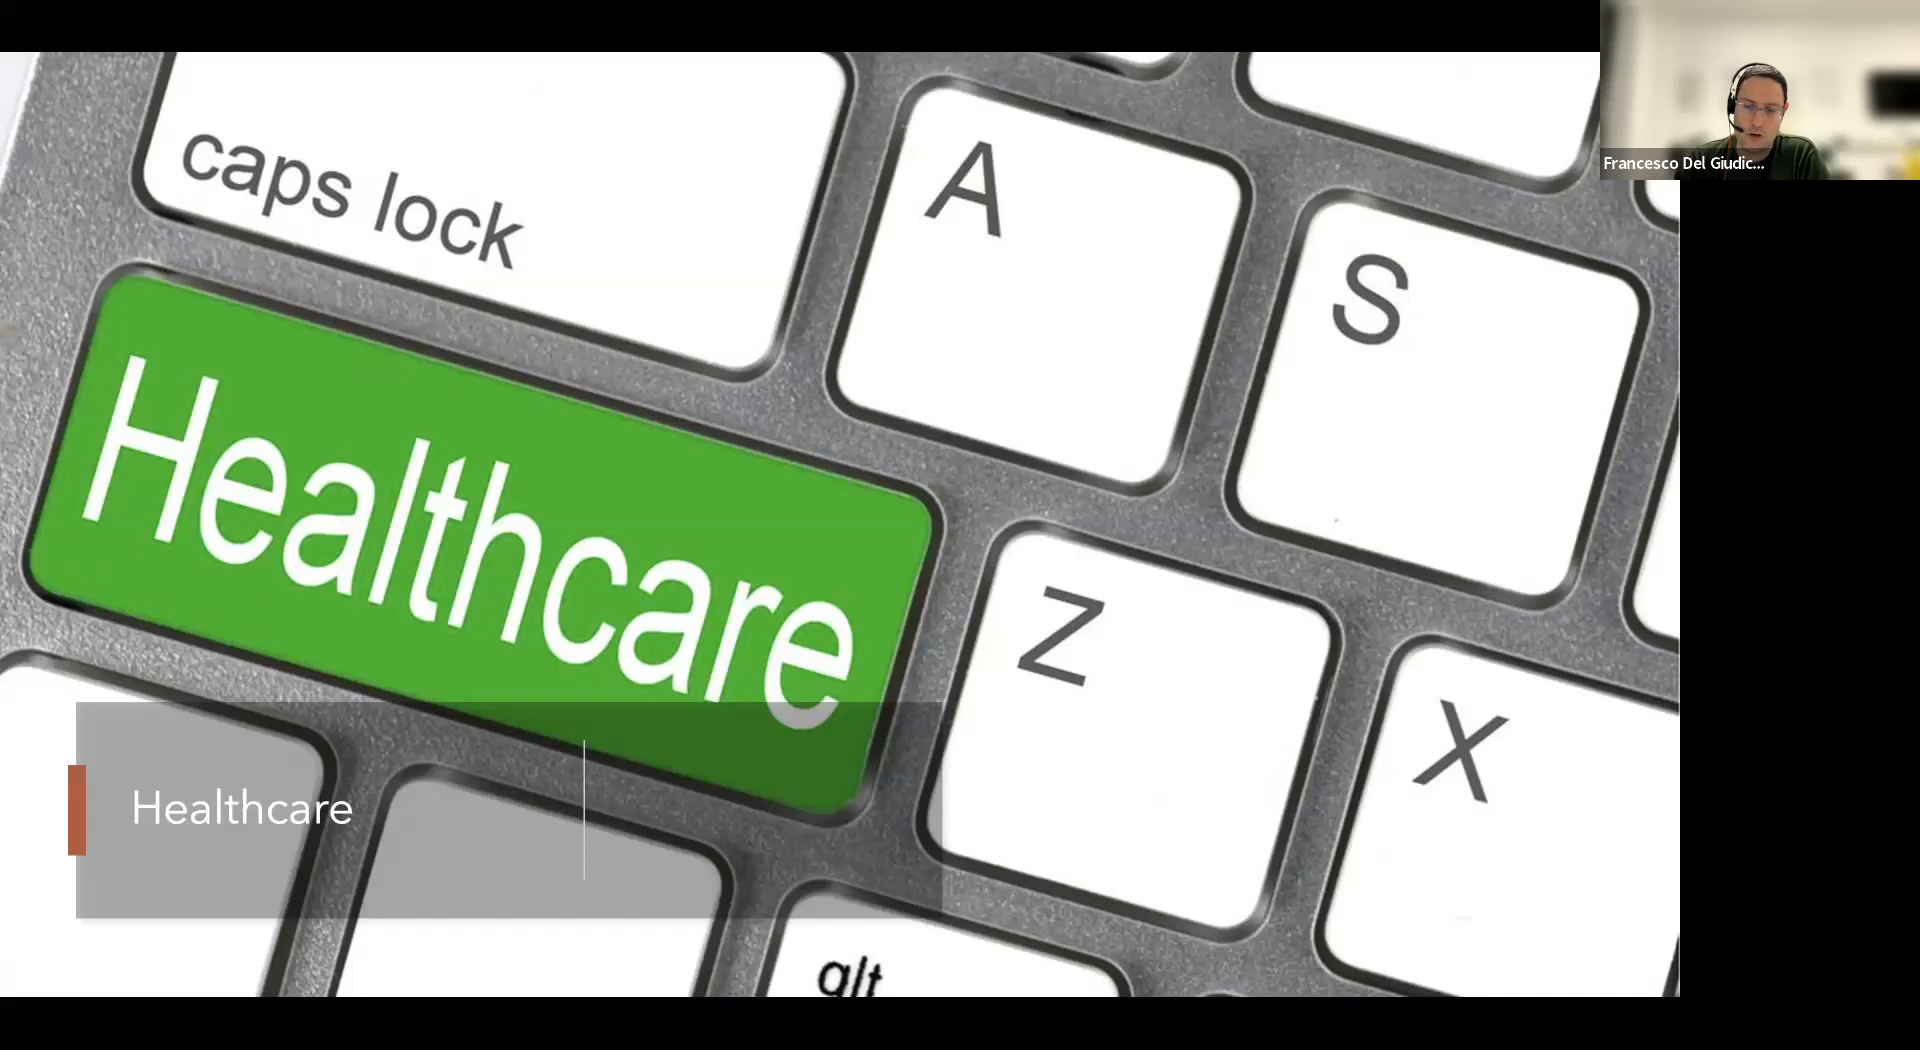 caps lock
A
S
Francesco Del Giudic...
Healthcare
Z
X
Healthcare
alt